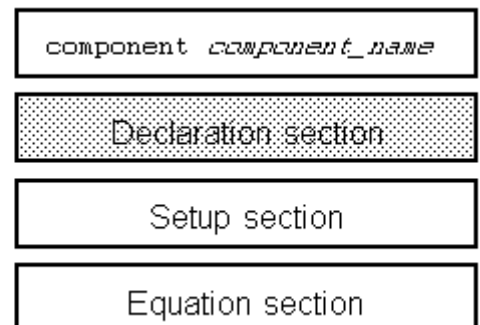 component component_name
Declaration section
Setup section
Equation section